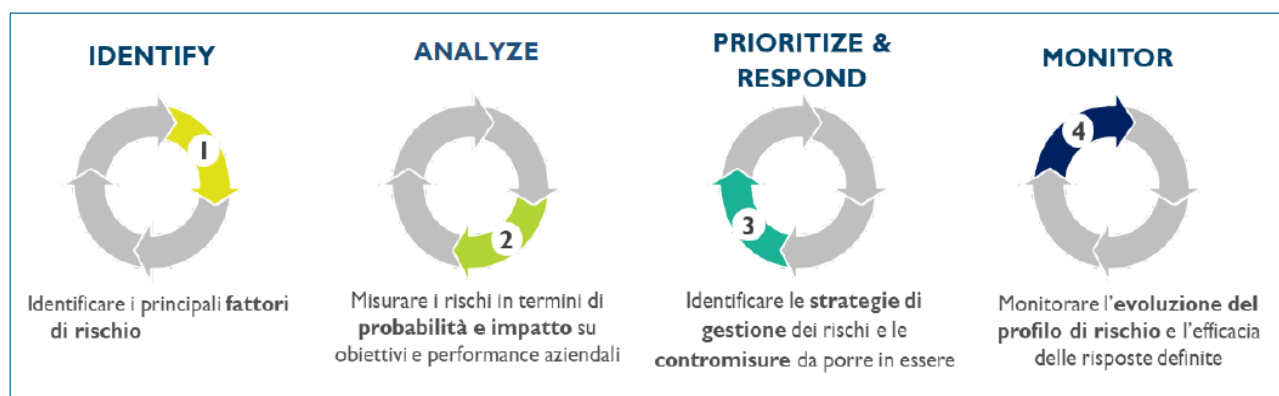 IDENTIFY
1
Identificare i principali fattori
di rischio
ANALYZE
2
Misurare i rischi in termini di
probabilità e impatto su
obiettivi e performance aziendali
PRIORITIZE &
RESPOND
3
Identificare le strategie di
gestione dei rischi e le
contromisure da porre in essere
MONITOR
4
Monitorare l'evoluzione del
profilo di rischio e l'efficacia
delle risposte definite